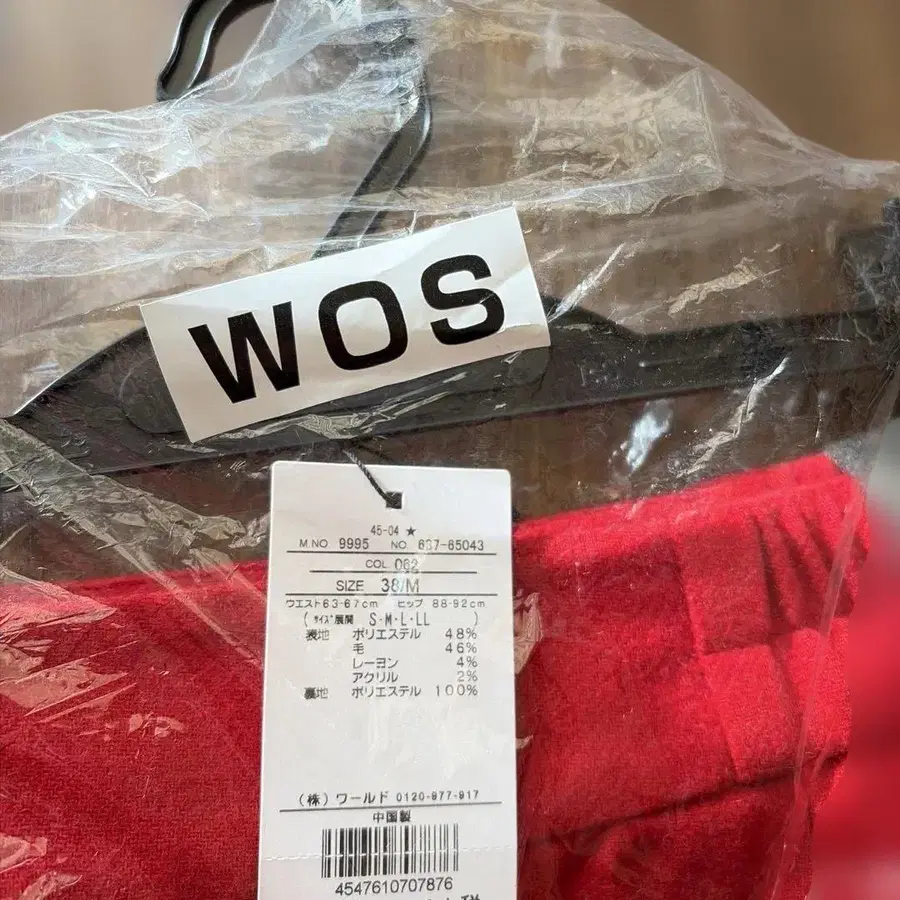 WOS
45-04 ★
M.NO 9995 NO. 637-65043
COL 062
SIZE 38/M
ウエスト63-67cm ヒップ 88-92cm
(サイズ展開 S・M・L・LL )
表地 ポリエステル 48%
毛 46%
レーヨン 4%
アクリル 2%
裏地 ポリエステル 100%
(株)ワールド 0120-977-917
中国製
4547610707876